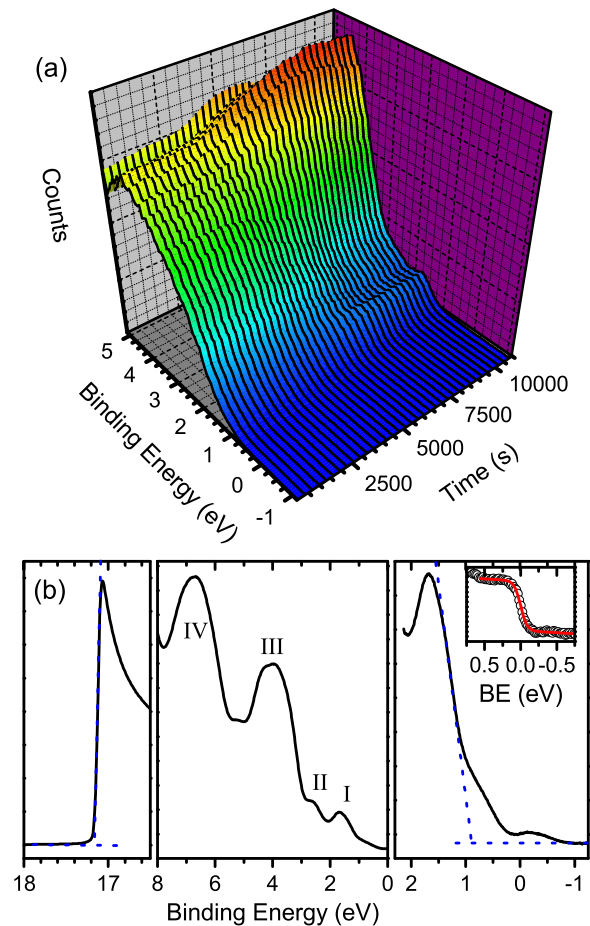 (a)
Counts
5
4
3
2
1
0
-1
Binding Energy (eV)
2500
5000
7500
10000
Time (s)
(b)
IV
III
II
I
0.5 0.0 -0.5
BE (eV)
18 17 8 6 4 2 0 2 1 0 -1
Binding Energy (eV)